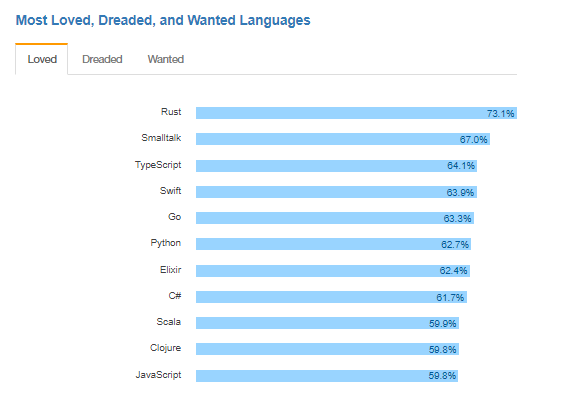 Most Loved, Dreaded, and Wanted Languages
Loved Dreaded Wanted
Rust 73.1%
Smalltalk 67.0%
TypeScript 64.1%
Swift 63.9%
Go 63.3%
Python 62.7%
Elixir 62.4%
C# 61.7%
Scala 59.9%
Clojure 59.8%
JavaScript 59.8%